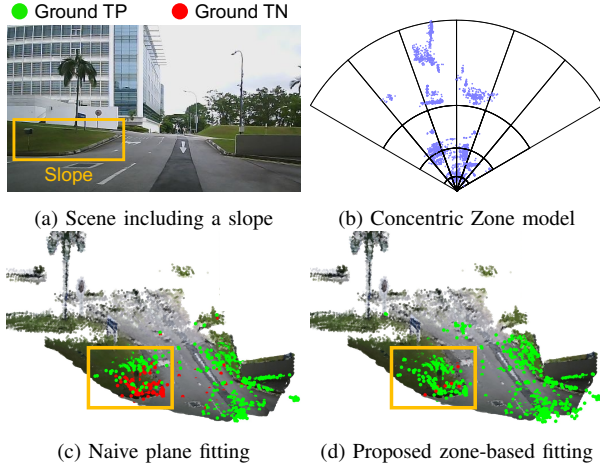 Ground TP
Ground TN
Slope
(a) Scene including a slope
(b) Concentric Zone model
(c) Naive plane fitting
(d) Proposed zone-based fitting